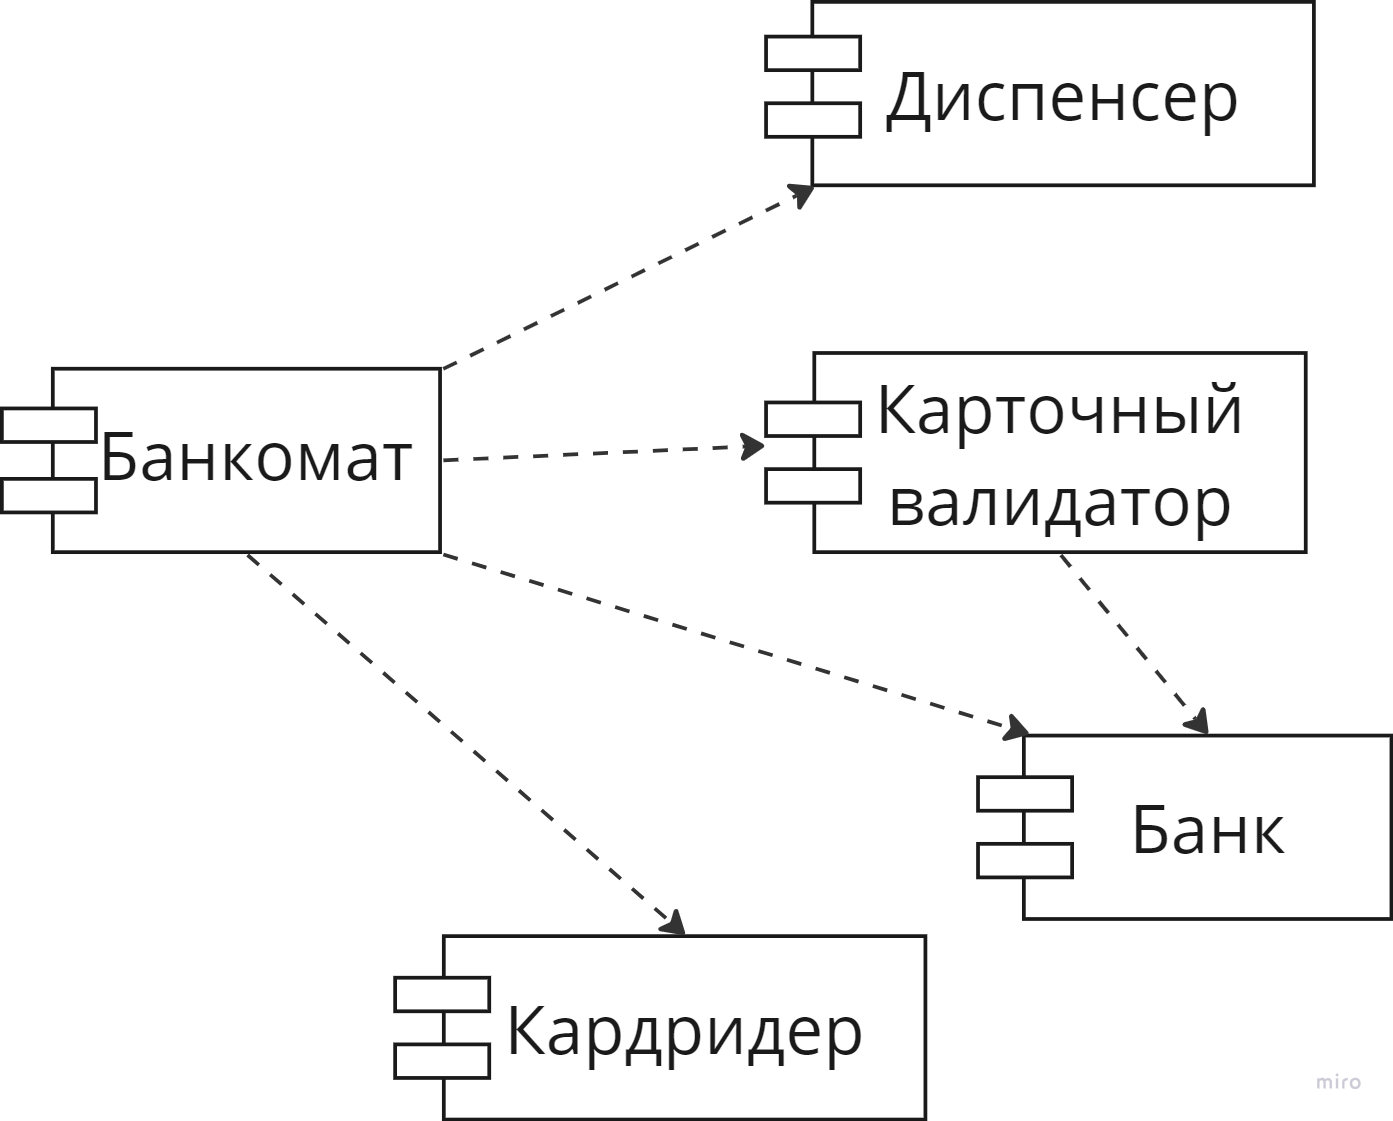 Диспенсер
Карточный
валидатор
Банкомат
Банк
Кардридер
miro